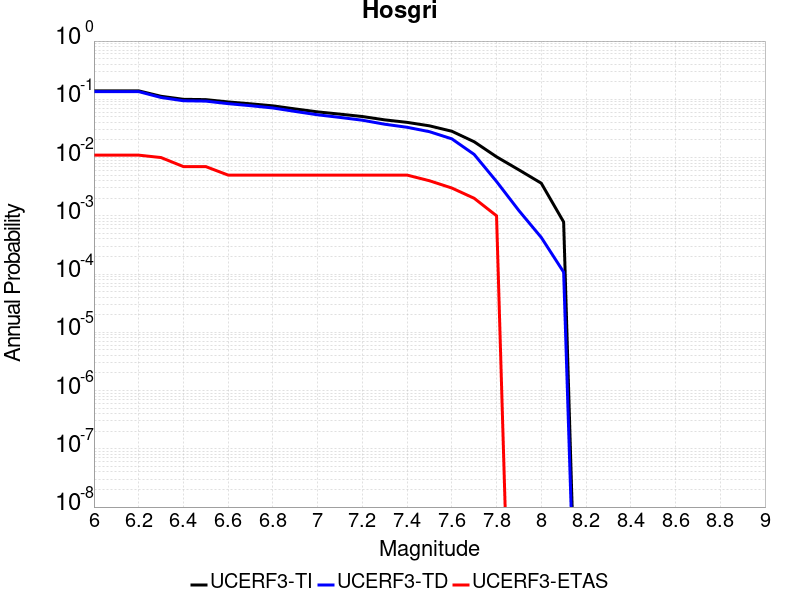 Hosgri
Annual Probability
10^0
10^-1
10^-2
10^-3
10^-4
10^-5
10^-6
10^-7
10^-8
6 6.2 6.4 6.6 6.8 7 7.2 7.4 7.6 7.8 8 8.2 8.4 8.6 8.8 9
Magnitude
UCERF3-TI UCERF3-TD UCERF3-ETAS